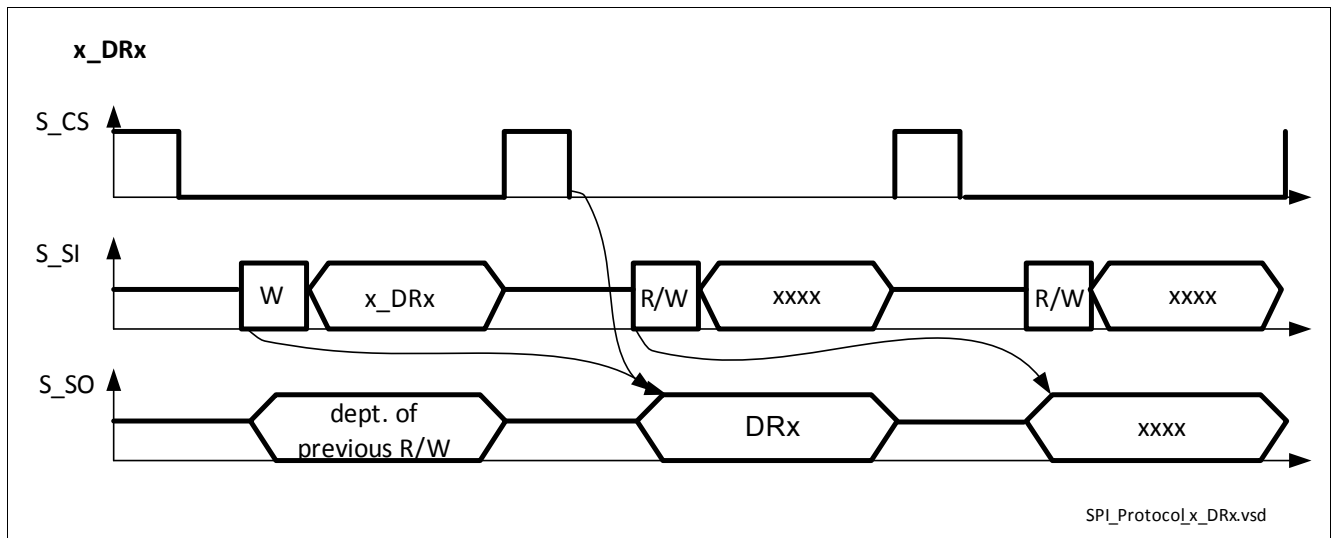 x_DRx
S_CS
S_SI
W
x_DRx
R/W
xxxx
R/W
xxxx
S_SO
dept. of
previous R/W
DRx
xxxx
SPI_Protocol_x_DRx.vsd